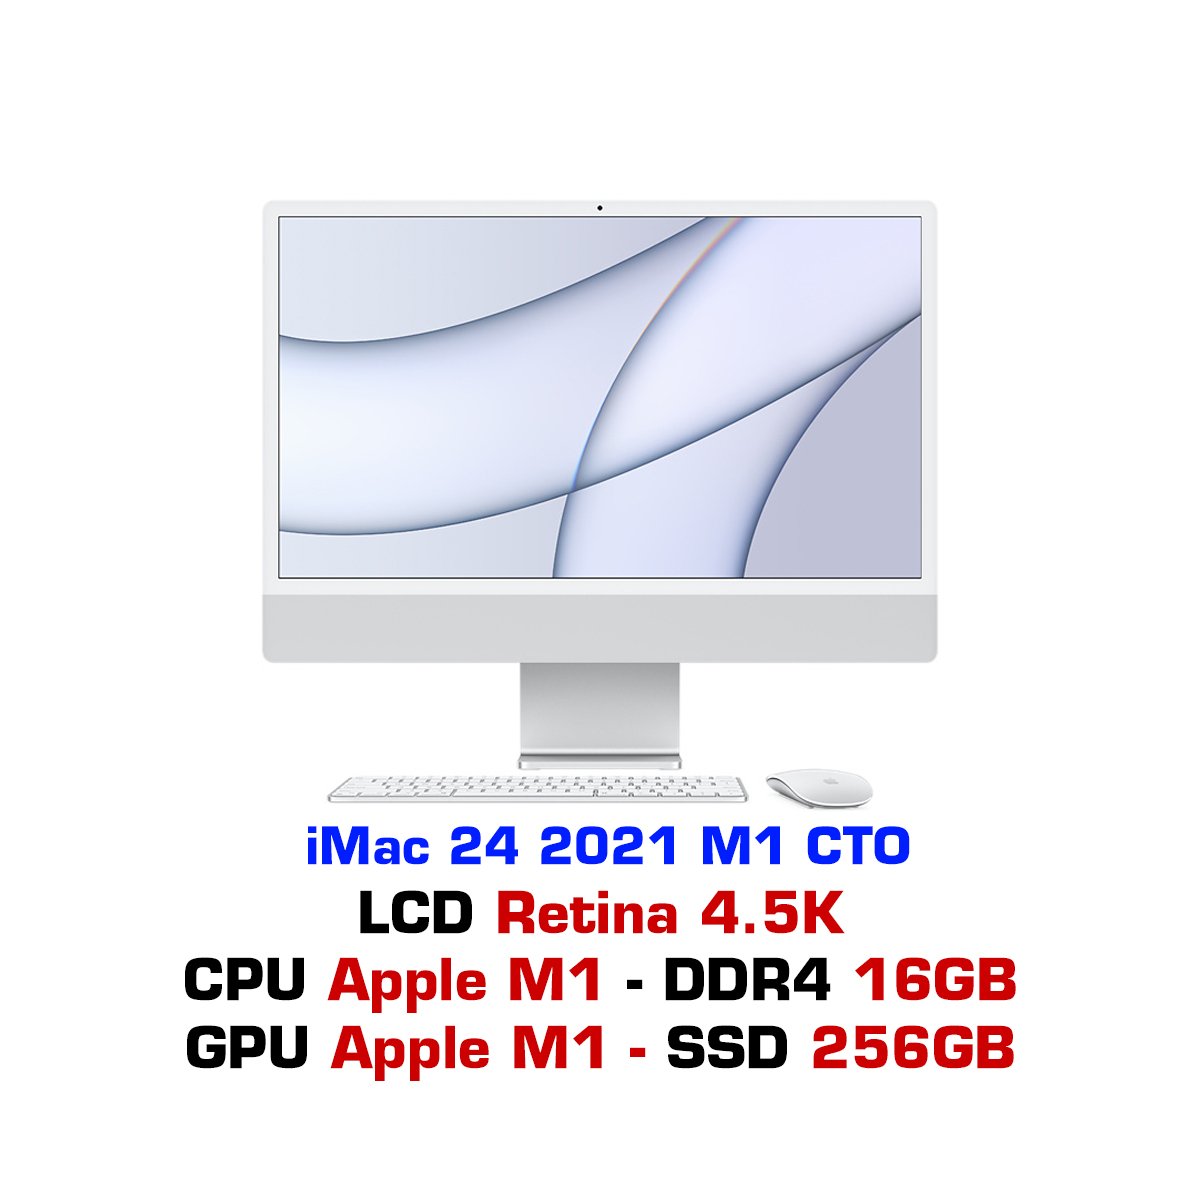 iMac 24 2021 M1 CTO
LCD Retina 4.5K
CPU Apple M1 - DDR4 16GB
GPU Apple M1 - SSD 256GB